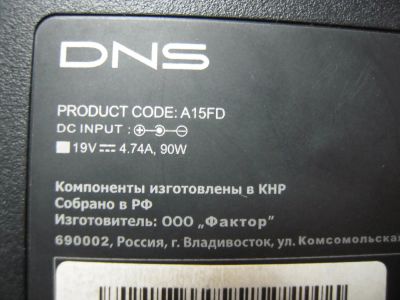 DNS
PRODUCT CODE: A15FD
DC INPUT :
19V 4.74A, 90W
Компоненты изготовлены в КНР
Собрано в РФ
Изготовитель: ООО „Фактор"
690002, Россия, г. Владивосток, ул. Комсомольская